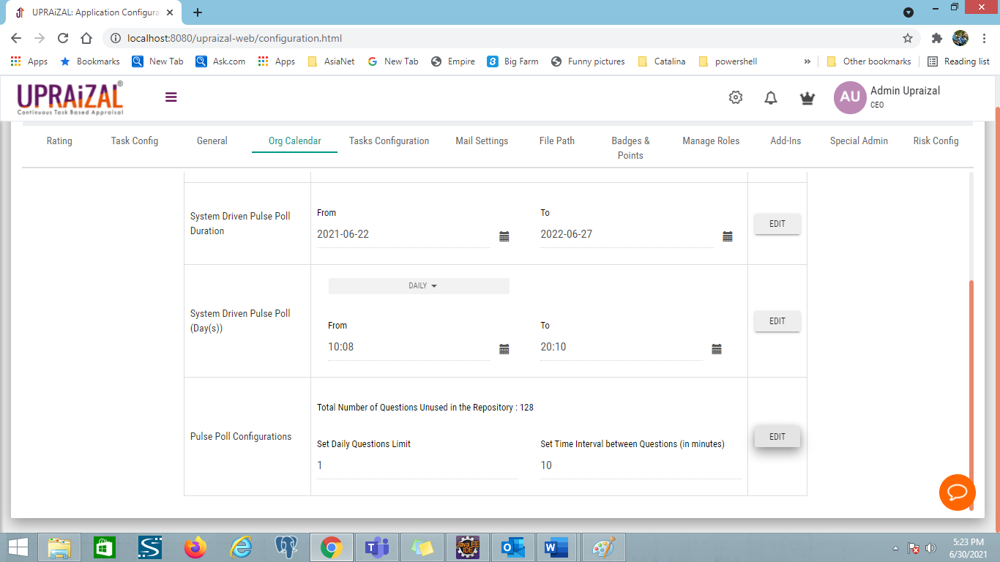 UPRAiZAL: Application Configura
localhost:8080/upraizal-web/configuration.html
Apps Bookmarks New Tab Ask.com Apps AsiaNet New Tab Empire Big Farm Funny pictures Catalina powershell » Other bookmarks Reading list
UPRAiZAL®
Continuous Task Based Appraisal
AU
Admin Upraizal
CEO
Rating Task Config General Org Calendar Tasks Configuration Mail Settings File Path Badges & Points Manage Roles Add-Ins Special Admin Risk Config
System Driven Pulse Poll Duration
From To
2021-06-22 2022-06-27
EDIT
System Driven Pulse Poll (Day(s))
DAILY
From To
10:08 20:10
EDIT
Pulse Poll Configurations
Total Number of Questions Unused in the Repository : 128
Set Daily Questions Limit Set Time Interval between Questions (in minutes)
1 10
EDIT
Java EE
IDE
5:23 PM
6/30/2021